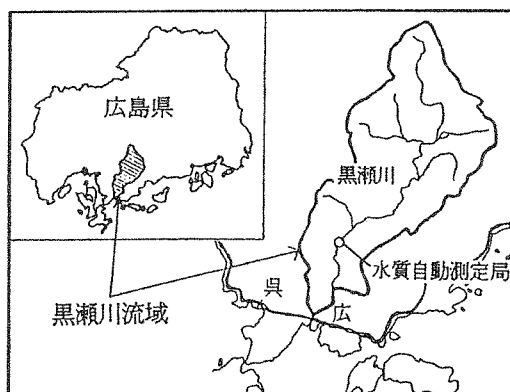 広島県
黒瀬川
水質自動測定局
呉 広
黒瀬川流域